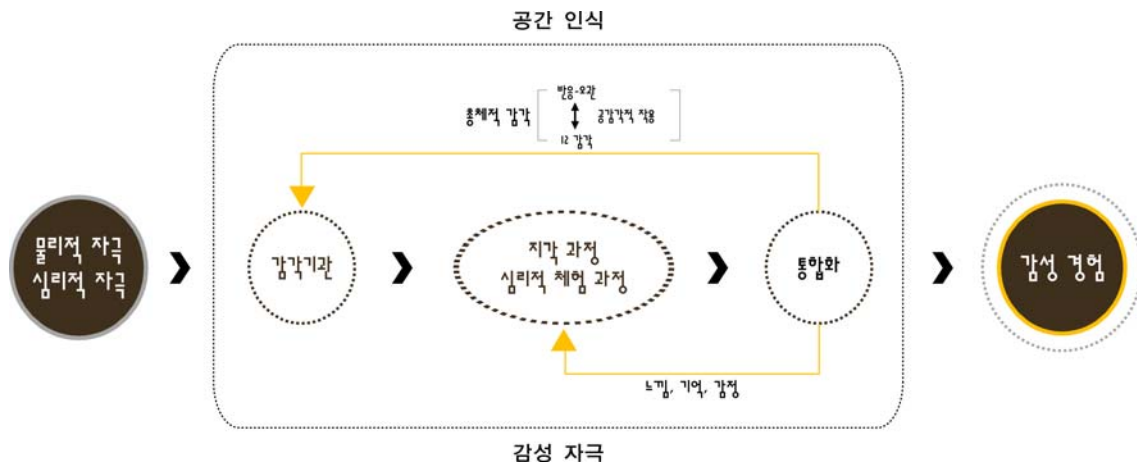 공간 인식
반응-오관
총체적 감각
공감각적 작용
12 감각
물리적 자극
심리적 자극
감각기관
지각 과정
심리적 체험 과정
통합화
감성 경험
느낌, 기억, 감정
감성 자극